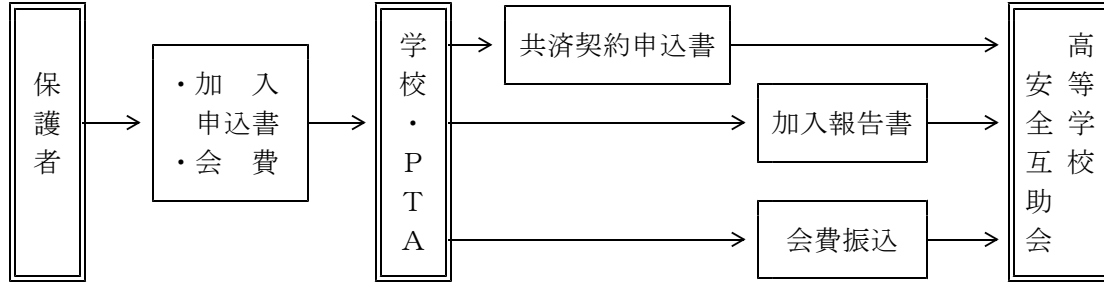 保護者
・加　入
申込書
・会　費
学校・ＰＴＡ
共済契約申込書
加入報告書
会費振込
高等学校
安全互助会